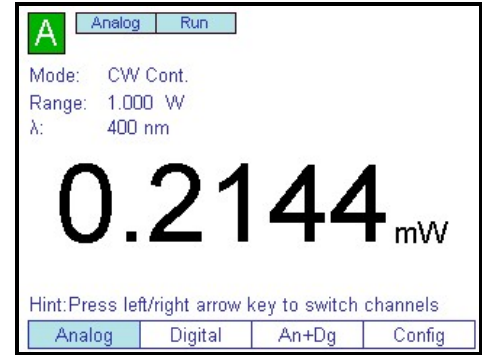 A Analog Run
Mode: CW Cont.
Range: 1.000 W
λ: 400 nm
0.2144 mW
Hint:Press left/right arrow key to switch channels
Analog Digital An+Dg Config